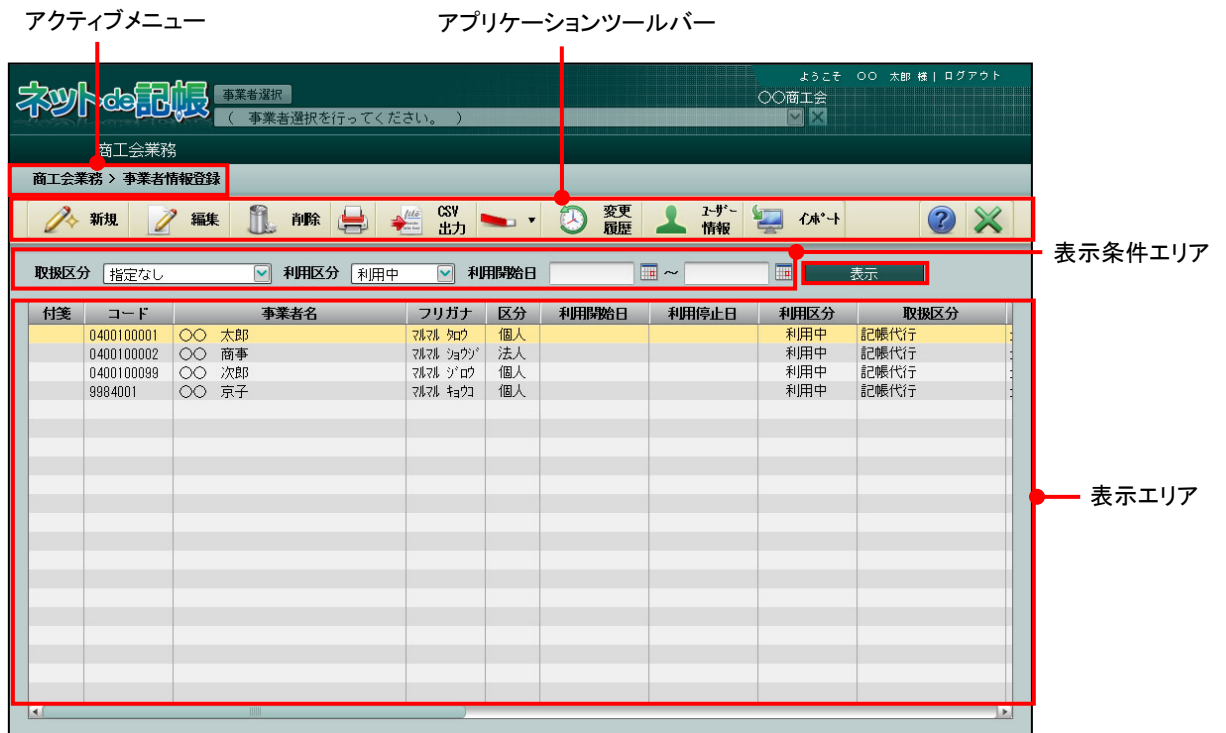 アクティブメニュー
アプリケーションツールバー
ようこそ 〇〇 太郎 様 | ログアウト
ネットde記帳
事業者選択
〇〇商工会
( 事業者選択を行ってください。 )
商工会業務
商工会業務 > 事業者情報登録
新規 編集 削除 CSV出力 変更履歴 ユーザー情報 インポート
表示条件エリア
取扱区分 指定なし 利用区分 利用中 利用開始日 ～ 表示
付箋 コード 事業者名 フリガナ 区分 利用開始日 利用停止日 利用区分 取扱区分
0400100001 〇〇 太郎 マルマル タロウ 個人 利用中 記帳代行
0400100002 〇〇 商事 マルマル ショウジ 法人 利用中 記帳代行
0400100099 〇〇 次郎 マルマル ジロウ 個人 利用中 記帳代行
9984001 〇〇 京子 マルマル キョウコ 個人 利用中 記帳代行
表示エリア